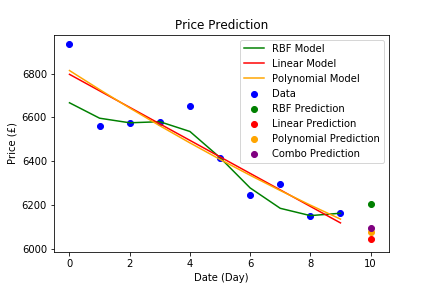 Price Prediction
RBF Model
Linear Model
Polynomial Model
Data
RBF Prediction
Linear Prediction
Polynomial Prediction
Combo Prediction
Price (£)
6800
6600
6400
6200
6000
0 2 4 6 8 10
Date (Day)